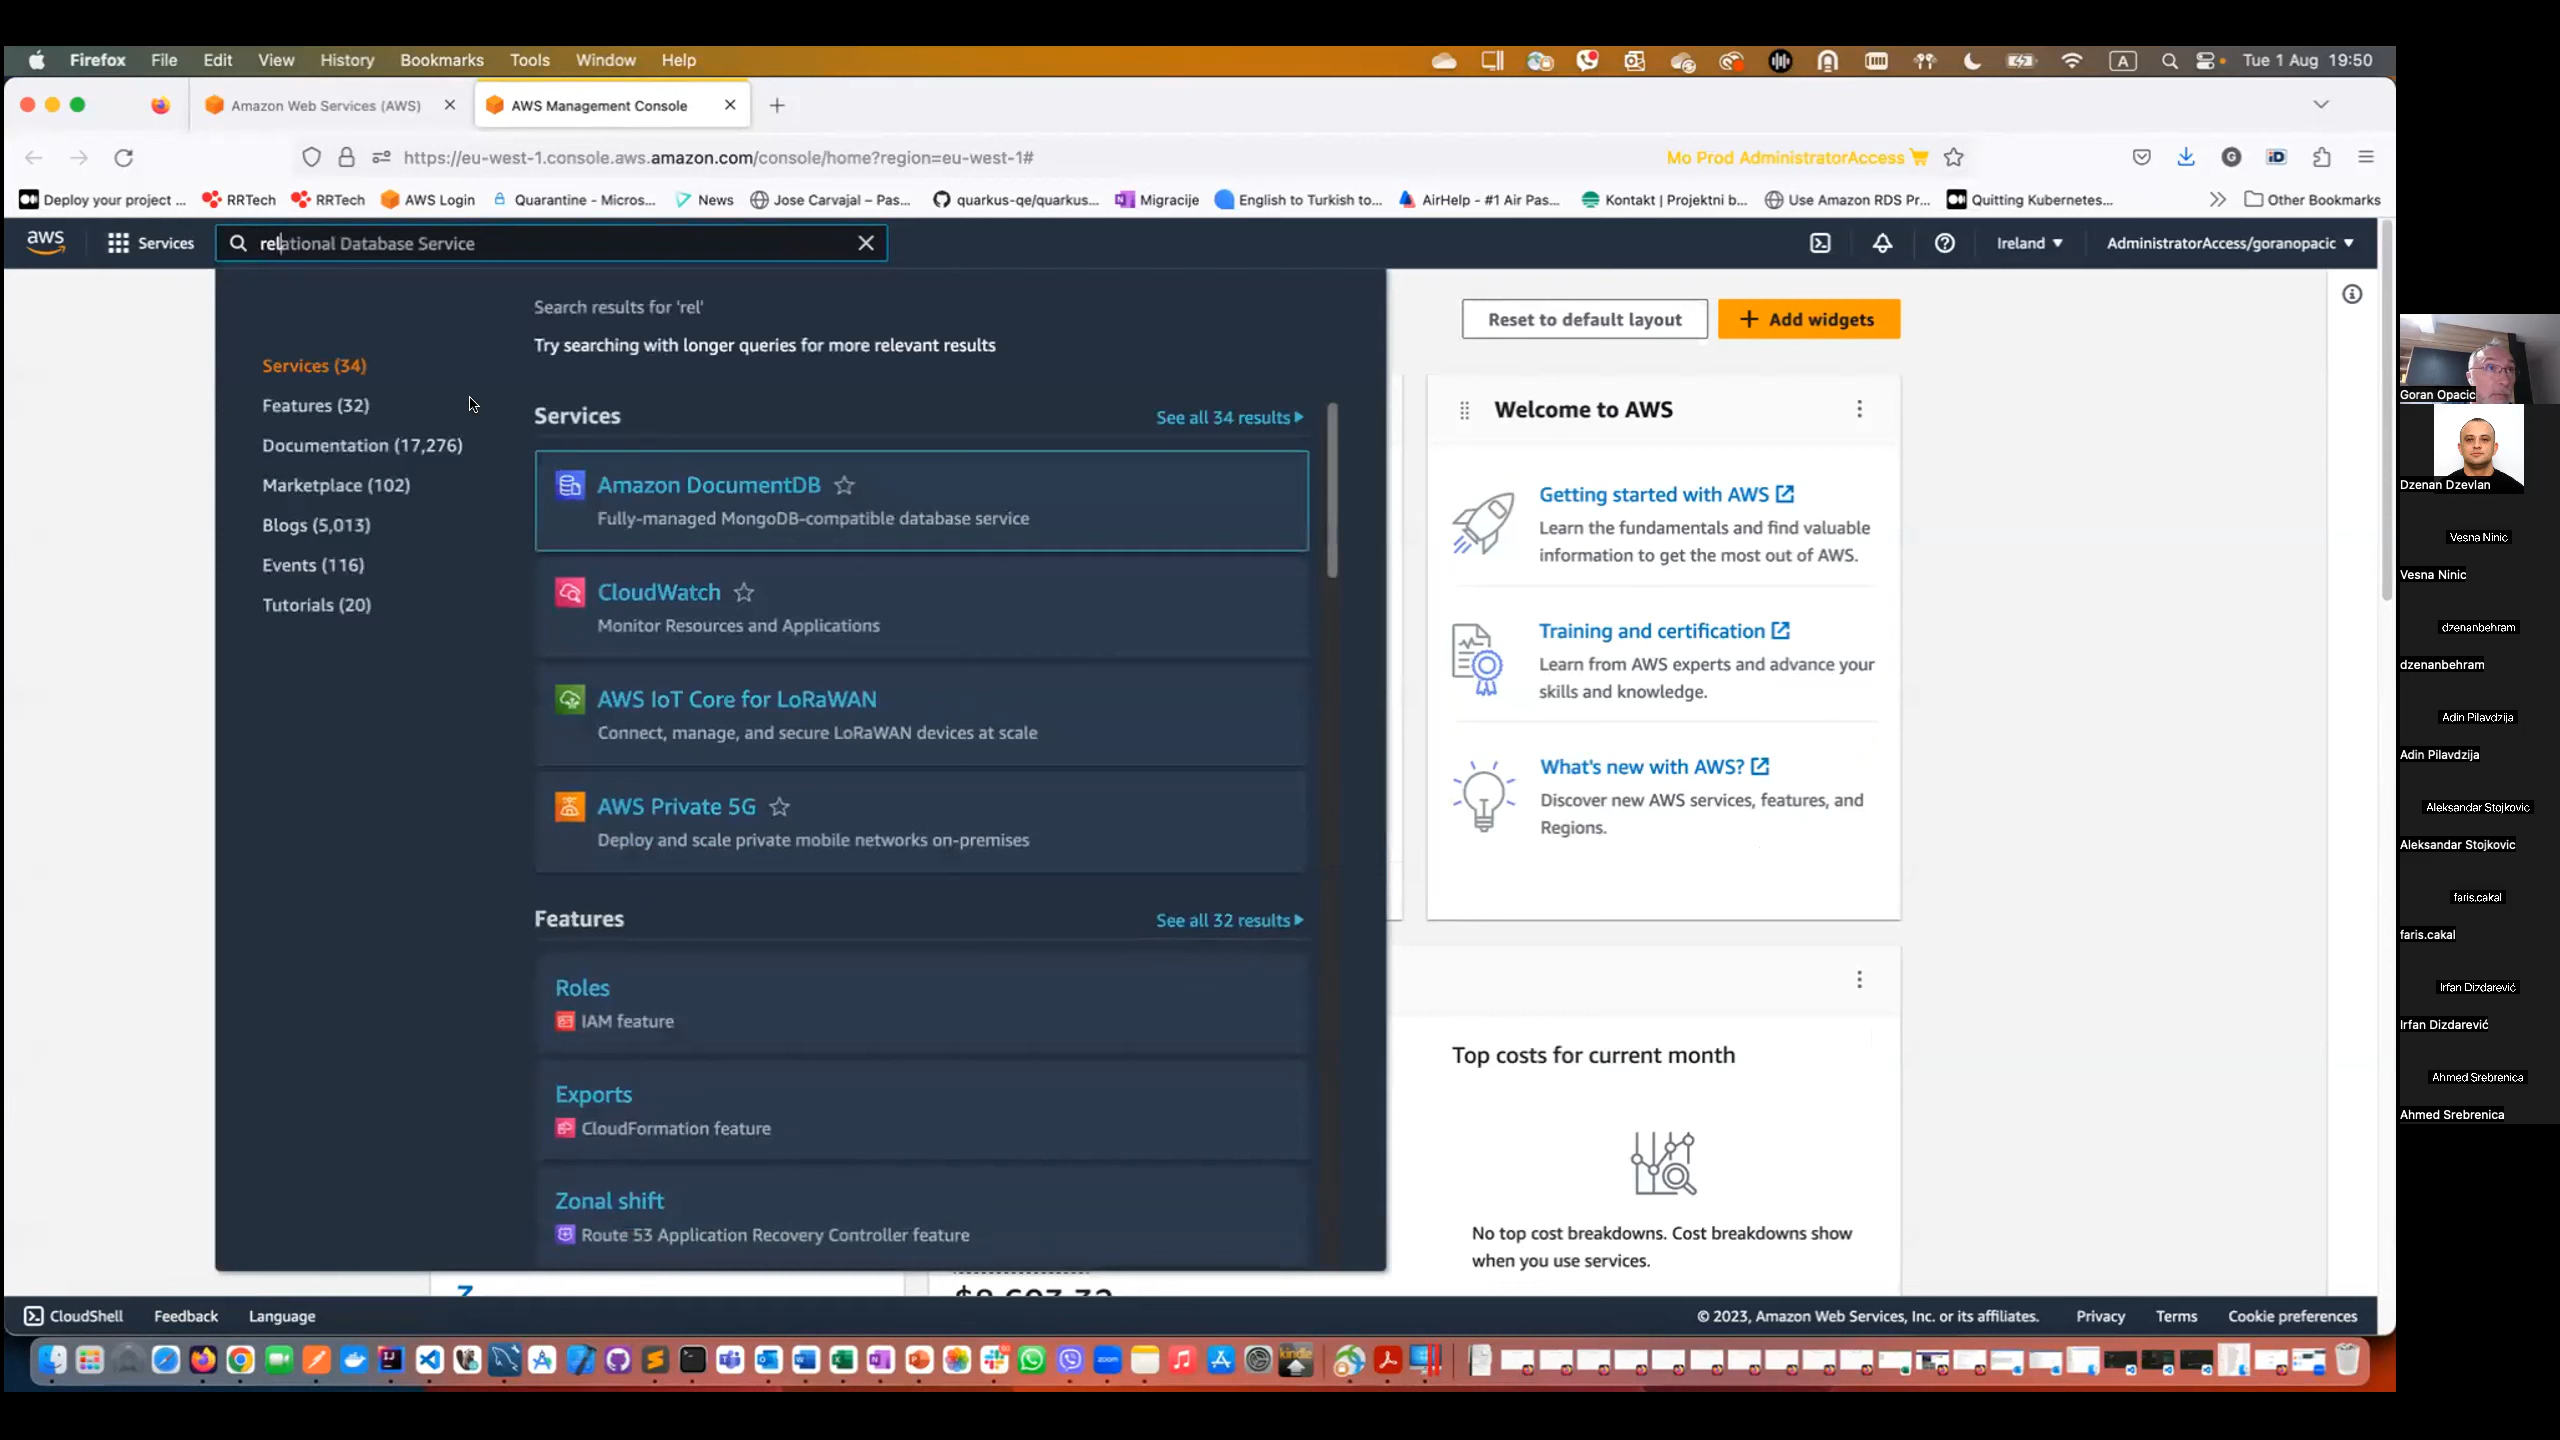 Firefox File Edit View History Bookmarks Tools Window Help
A
Tue 1 Aug 19:50
Amazon Web Services (AWS)
AWS Management Console
https://eu-west-1.console.aws.amazon.com/console/home?region=eu-west-1#
Mo Prod AdministratorAccess
Deploy your project ...
RRTech
RRTech
AWS Login
Quarantine - Micros...
News
Jose Carvajal – Pas...
quarkus-qe/quarkus...
Migracije
English to Turkish to...
AirHelp - #1 Air Pas...
Kontakt | Projektni b...
Use Amazon RDS Pr...
Quitting Kubernetes...
Other Bookmarks
aws
Services
relational Database Service
Ireland
AdministratorAccess/goranopacic
Search results for 'rel'
Try searching with longer queries for more relevant results
Services (34)
Features (32)
Documentation (17,276)
Marketplace (102)
Blogs (5,013)
Events (116)
Tutorials (20)
Services
See all 34 results
Amazon DocumentDB
Fully-managed MongoDB-compatible database service
CloudWatch
Monitor Resources and Applications
AWS IoT Core for LoRaWAN
Connect, manage, and secure LoRaWAN devices at scale
AWS Private 5G
Deploy and scale private mobile networks on-premises
Features
See all 32 results
Roles
IAM feature
Exports
CloudFormation feature
Zonal shift
Route 53 Application Recovery Controller feature
Reset to default layout
+ Add widgets
Welcome to AWS
Getting started with AWS
Learn the fundamentals and find valuable
information to get the most out of AWS.
Training and certification
Learn from AWS experts and advance your
skills and knowledge.
What's new with AWS?
Discover new AWS services, features, and
Regions.
Top costs for current month
No top cost breakdowns. Cost breakdowns show
when you use services.
CloudShell
Feedback
Language
© 2023, Amazon Web Services, Inc. or its affiliates.
Privacy
Terms
Cookie preferences
zoom
kindle
Goran Opacic
Dzenan Dzevlan
Vesna Ninic
Vesna Ninic
dzenanbehram
dzenanbehram
Adin Pilavdzija
Adin Pilavdzija
Aleksandar Stojkovic
Aleksandar Stojkovic
faris.cakal
faris.cakal
Irfan Dizdarević
Irfan Dizdarević
Ahmed Srebrenica
Ahmed Srebrenica